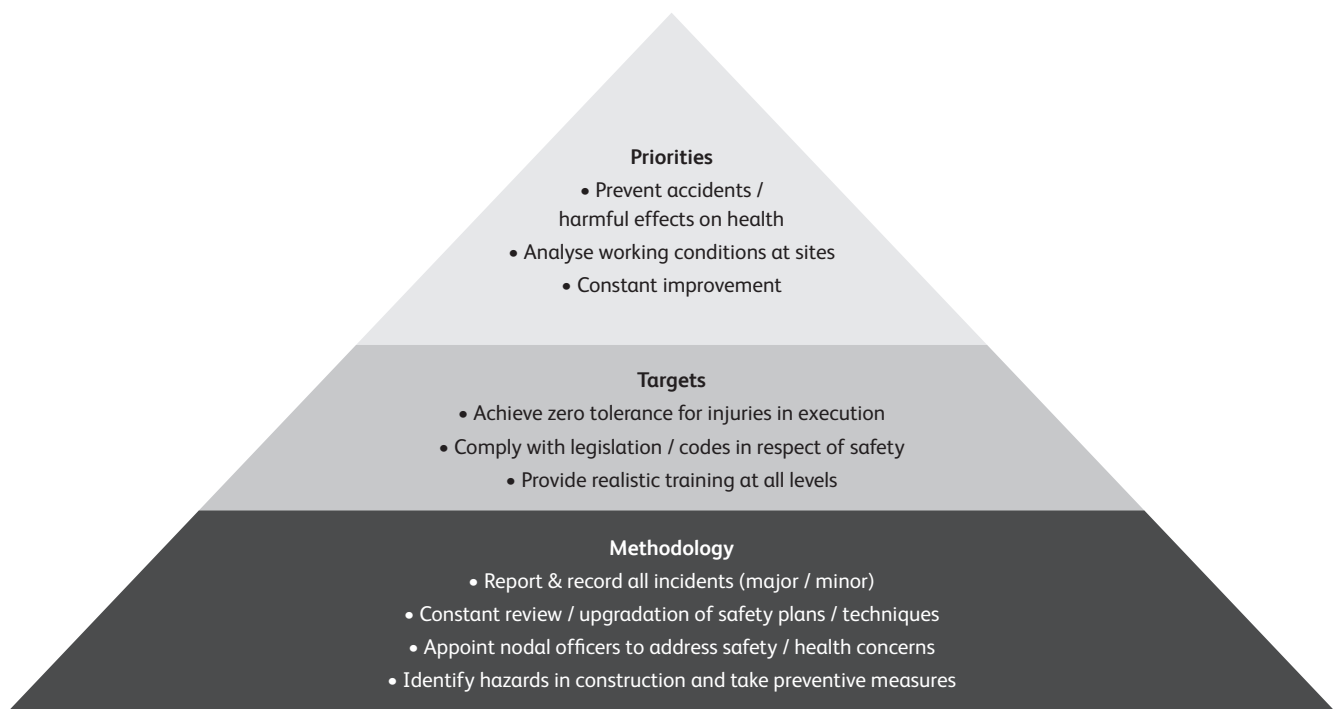 Priorities
• Prevent accidents /
harmful effects on health
• Analyse working conditions at sites
• Constant improvement
Targets
• Achieve zero tolerance for injuries in execution
• Comply with legislation / codes in respect of safety
• Provide realistic training at all levels
Methodology
• Report & record all incidents (major / minor)
• Constant review / upgradation of safety plans / techniques
• Appoint nodal officers to address safety / health concerns
• Identify hazards in construction and take preventive measures